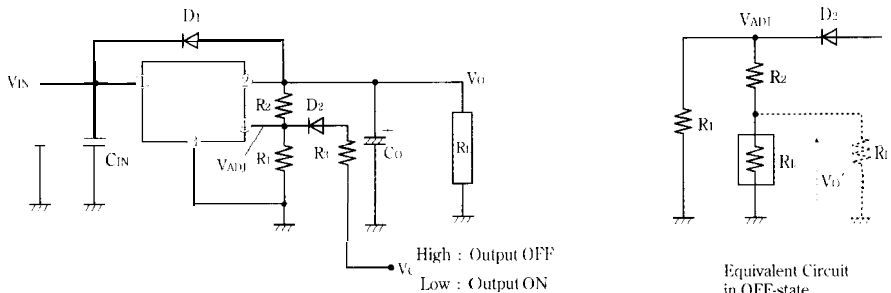 D1
VIN
1
2
VO
R2
D2
4
3
R1
R3
CIN
VADJ
+
CO
RL
High : Output OFF
Low : Output ON
VADJ
D2
R2
R1
RL
VO'
Equivalent Circuit
in OFF-state